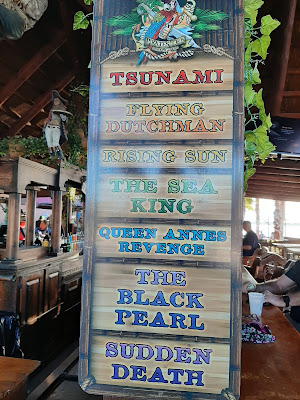 TSUNAMI
FLYING
DUTCHMAN
RISING SUN
THE SEA
KING
QUEEN ANNES
REVENGE
THE
BLACK
PEARL
SUDDEN
DEATH